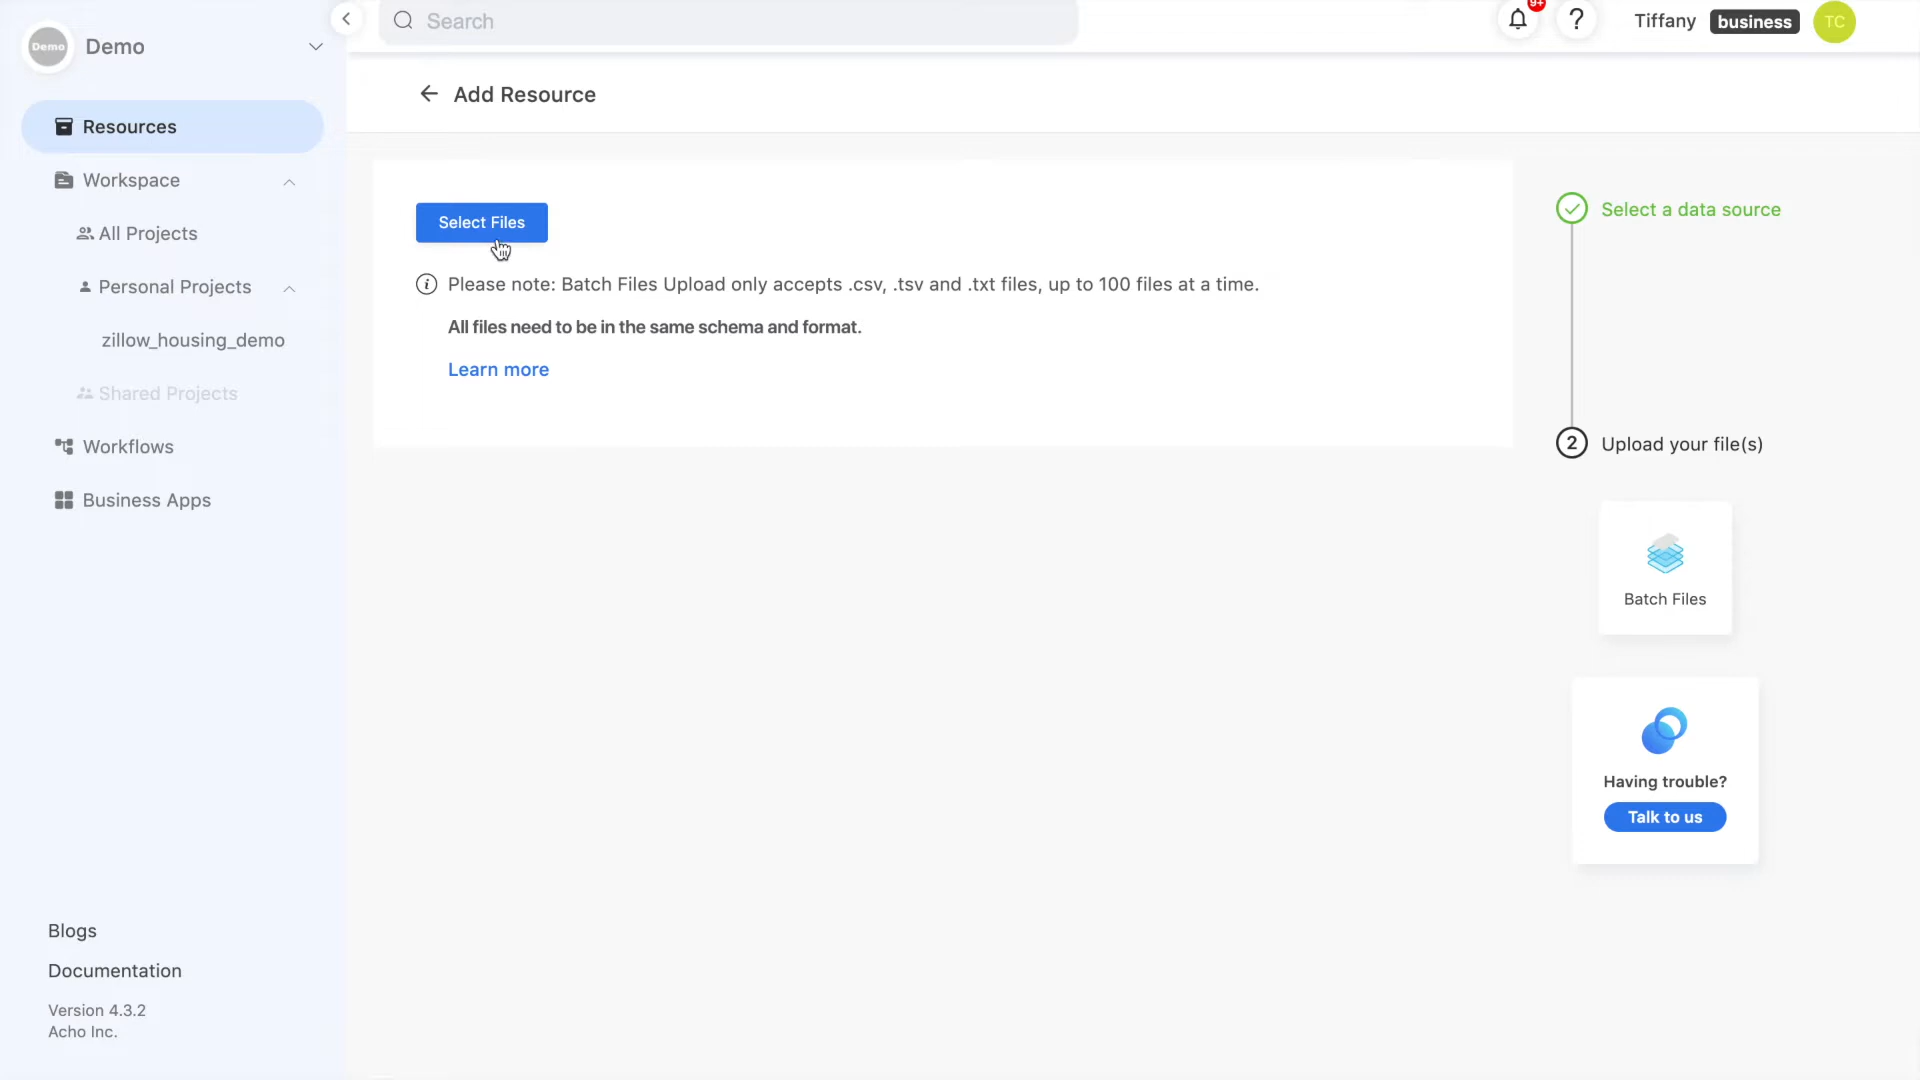 Demo
Demo
Resources
Workspace
All Projects
Personal Projects
zillow_housing_demo
Shared Projects
Workflows
Business Apps
Blogs
Documentation
Version 4.3.2
Acho Inc.
Search
9+
?
Tiffany
business
TC
Add Resource
Select Files
Please note: Batch Files Upload only accepts .csv, .tsv and .txt files, up to 100 files at a time.
All files need to be in the same schema and format.
Learn more
Select a data source
2 Upload your file(s)
Batch Files
Having trouble?
Talk to us